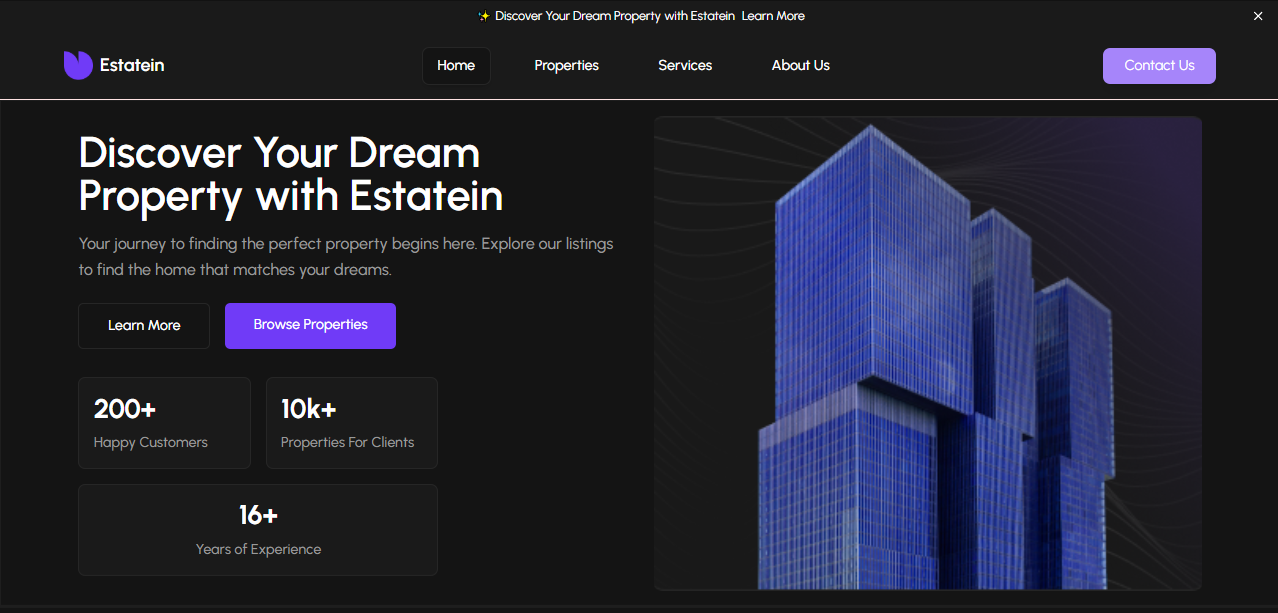 ✨ Discover Your Dream Property with Estatein Learn More
Estatein
Home
Properties
Services
About Us
Contact Us
Discover Your Dream
Property with Estatein
Your journey to finding the perfect property begins here. Explore our listings
to find the home that matches your dreams.
Learn More
Browse Properties
200+
Happy Customers
10k+
Properties For Clients
16+
Years of Experience